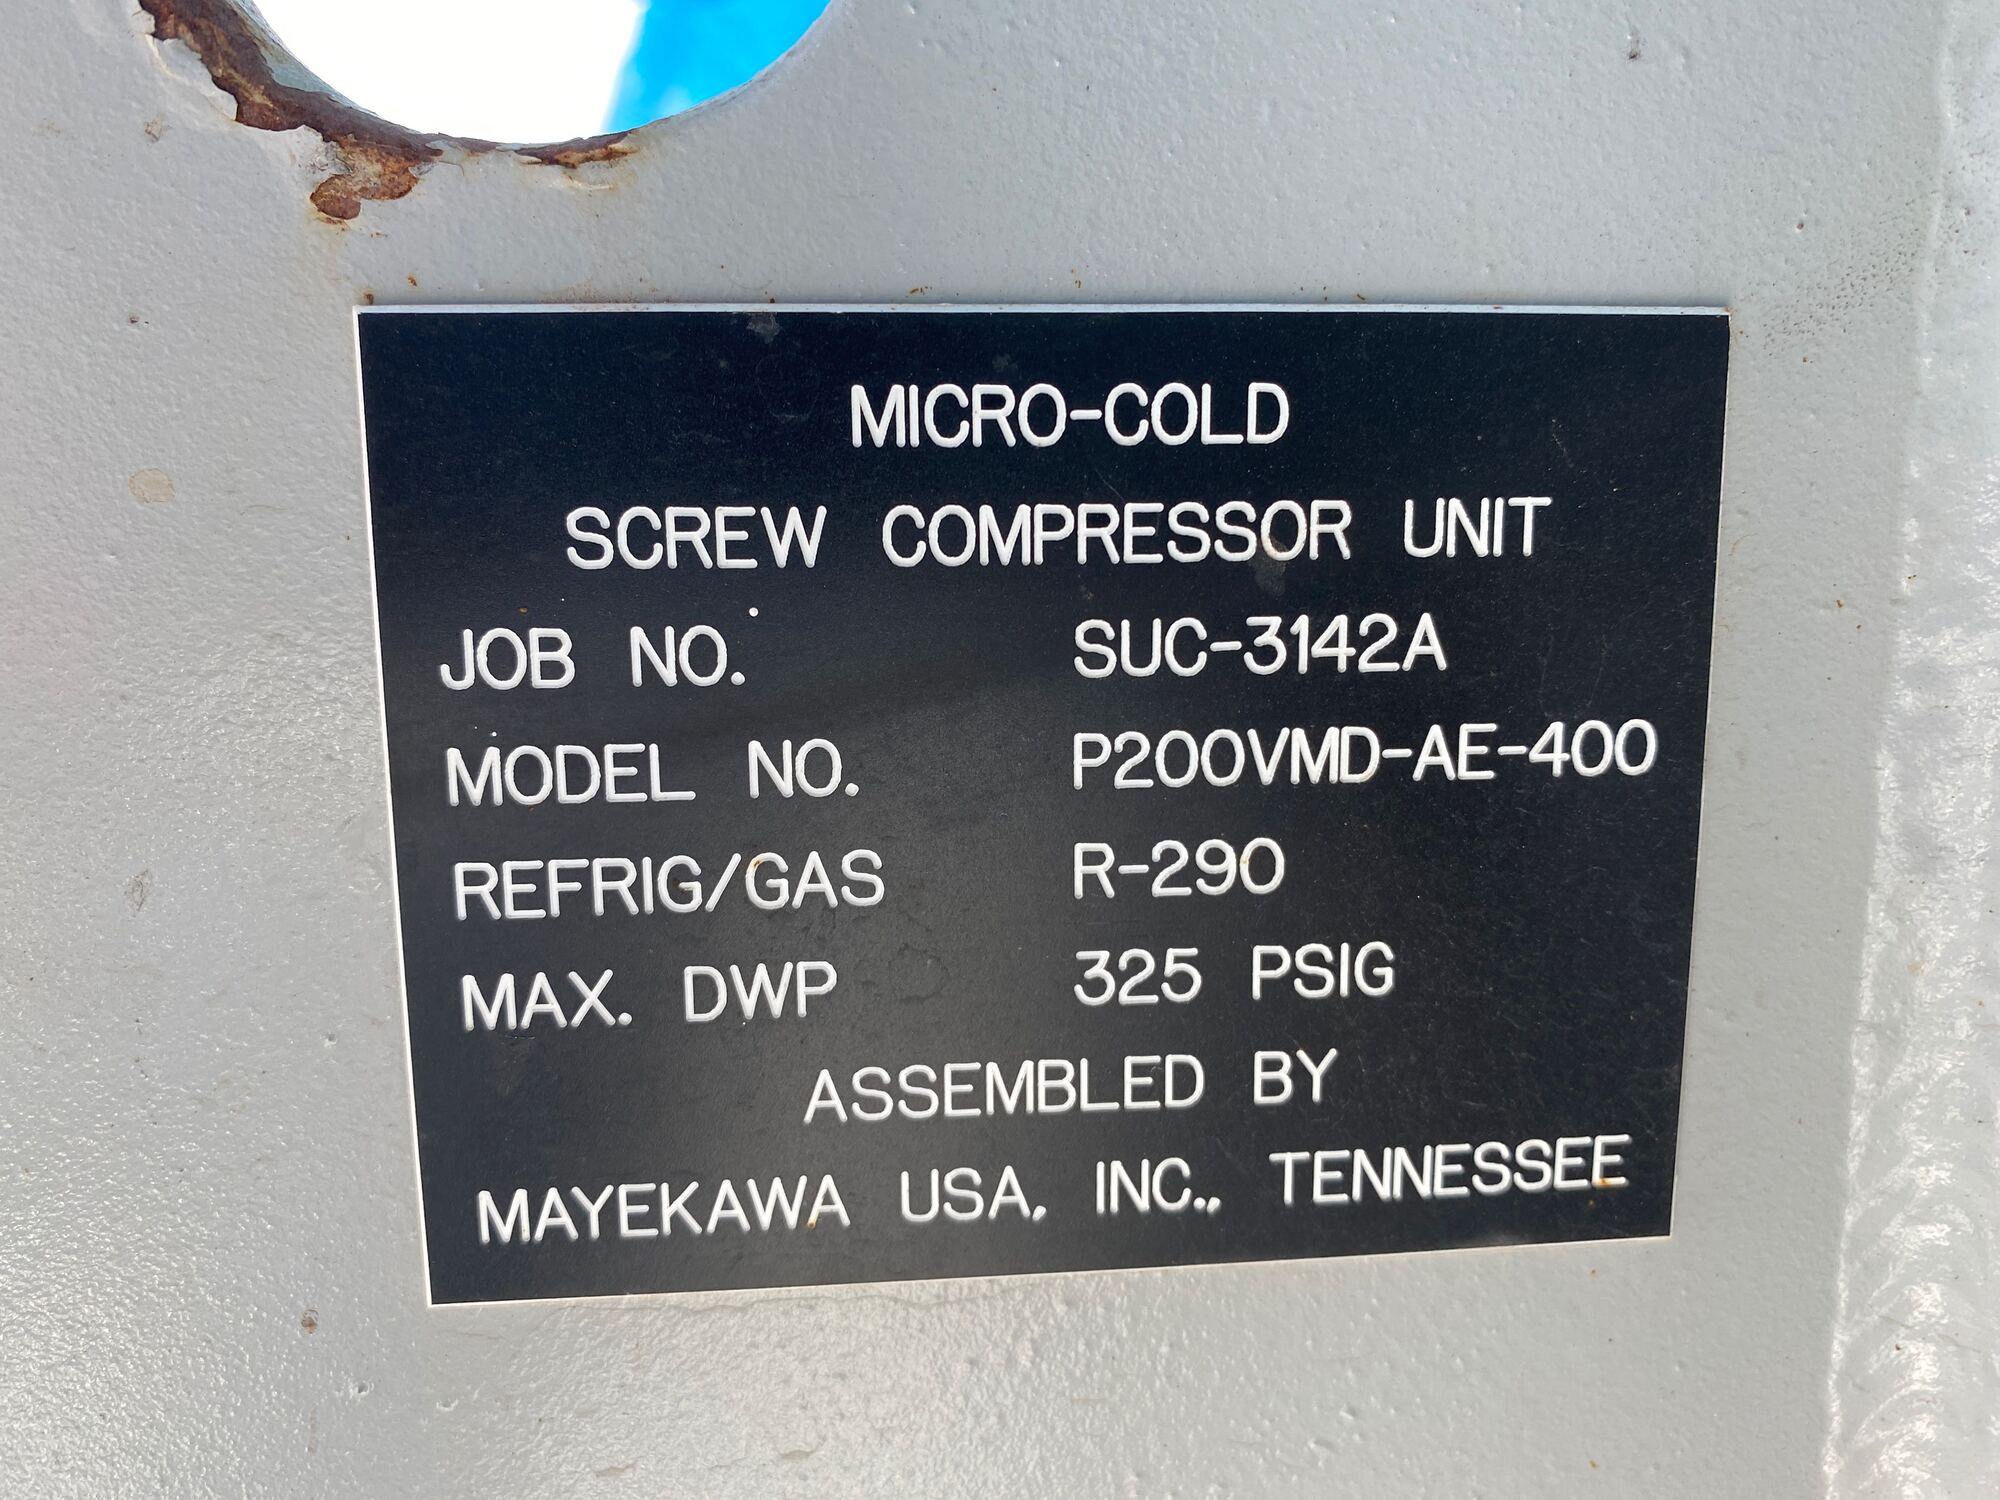 MICRO-COLD
SCREW COMPRESSOR UNIT
JOB NO. SUC-3142A
MODEL NO. P200VMD-AE-400
REFRIG/GAS R-290
MAX. DWP 325 PSIG
ASSEMBLED BY
MAYEKAWA USA, INC., TENNESSEE